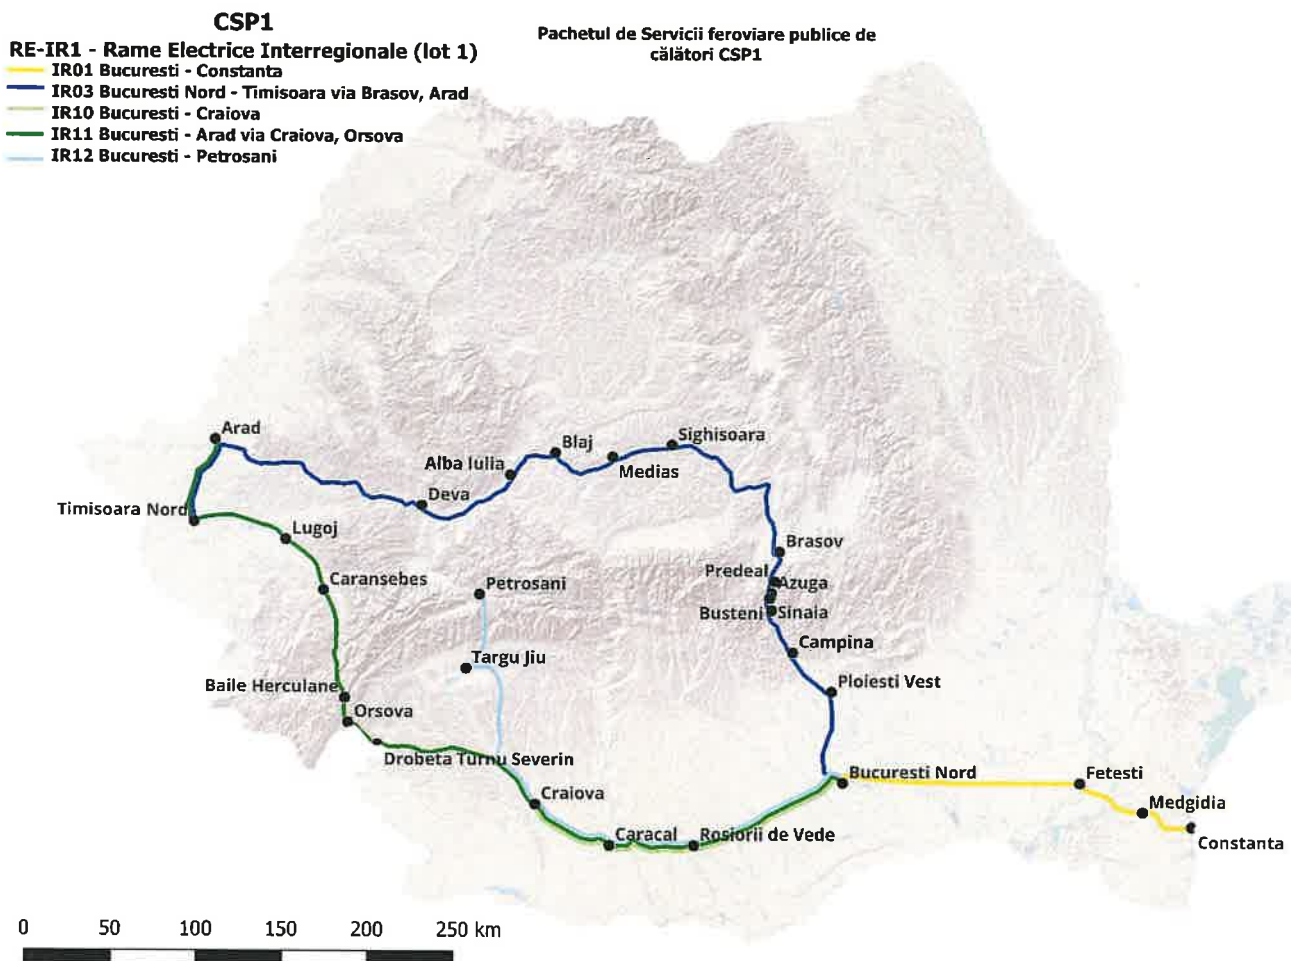 CSP1
RE-IR1 - Rame Electrice Interregionale (lot 1)
IR01 Bucuresti - Constanta
IR03 Bucuresti Nord - Timisoara via Brasov, Arad
IR10 Bucuresti - Craiova
IR11 Bucuresti - Arad via Craiova, Orsova
IR12 Bucuresti - Petrosani
Pachetul de Servicii feroviare publice de
călători CSP1
Arad
Sighisoara
Blaj
Alba Iulia
Medias
Deva
Timisoara Nord
Lugoj
Brasov
Predeal
Azuga
Caransebes
Petrosani
Busteni
Sinaia
Campina
Targu Jiu
Ploiesti Vest
Baile Herculane
Orsova
Drobeta Turnu Severin
Bucuresti Nord
Fetesti
Craiova
Medgidia
Caracal
Rosiorii de Vede
Constanta
0 50 100 150 200 250 km